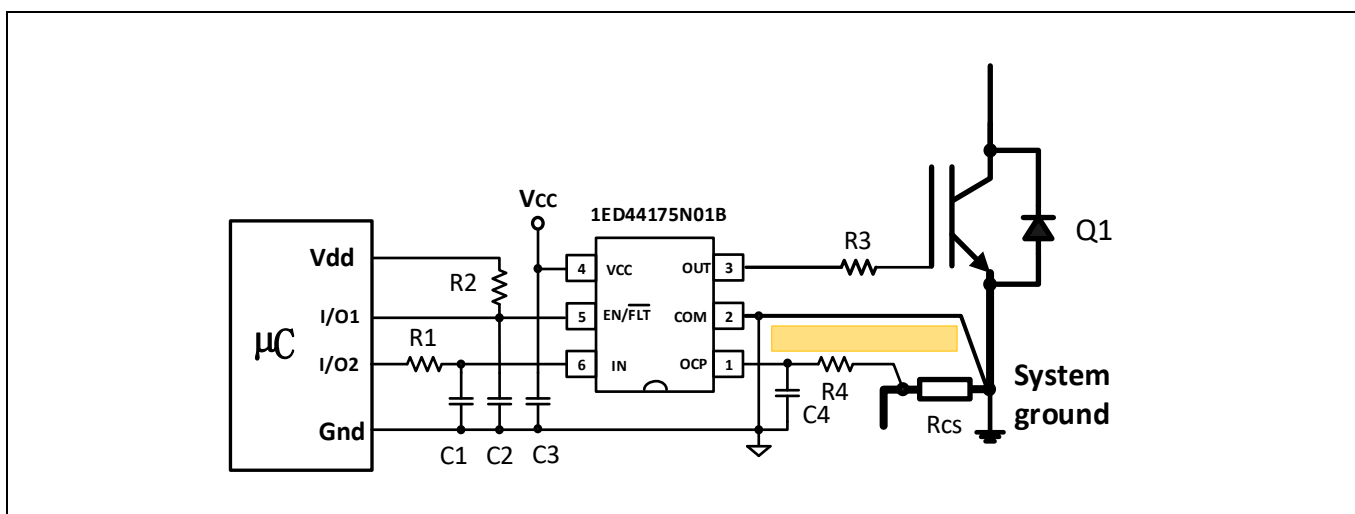 Vcc
1ED44175N01B
µC
Vdd
I/O1
I/O2
Gnd
R2
R1
C1
C2
C3
4
VCC
OUT
3
5
EN/FLT
COM
2
6
IN
OCP
1
R3
Q1
R4
C4
Rcs
System
ground